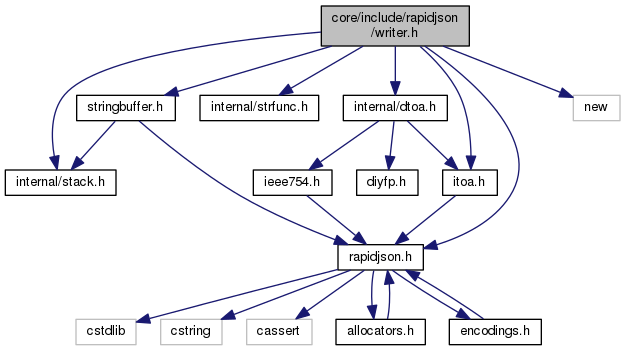 core/include/rapidjson
/writer.h
stringbuffer.h
internal/strfunc.h
internal/dtoa.h
new
internal/stack.h
ieee754.h
diyfp.h
itoa.h
rapidjson.h
cstdlib
cstring
cassert
allocators.h
encodings.h